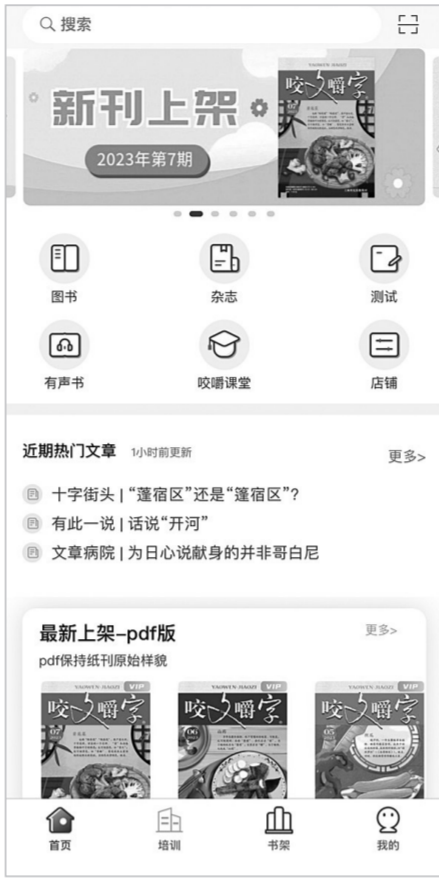 搜索
YAOWEN-JIAOZI
咬文嚼字
新刊上架
2023年第7期
图书
杂志
测试
有声书
咬嚼课堂
店铺
近期热门文章 1小时前更新 更多>
十字街头 | “蓬宿区”还是“篷宿区”?
有此一说 | 话说“开河”
文章病院 | 为日心说献身的并非哥白尼
最新上架–pdf版 更多>
pdf保持纸刊原始样貌
YAOWEN-JIAOZI VIP YAOWEN-JIAOZI VIP YAOWEN-JIAOZI VIP
咬文嚼字 咬文嚼字 咬文嚼字
07 06 05
首页 培训 书架 我的